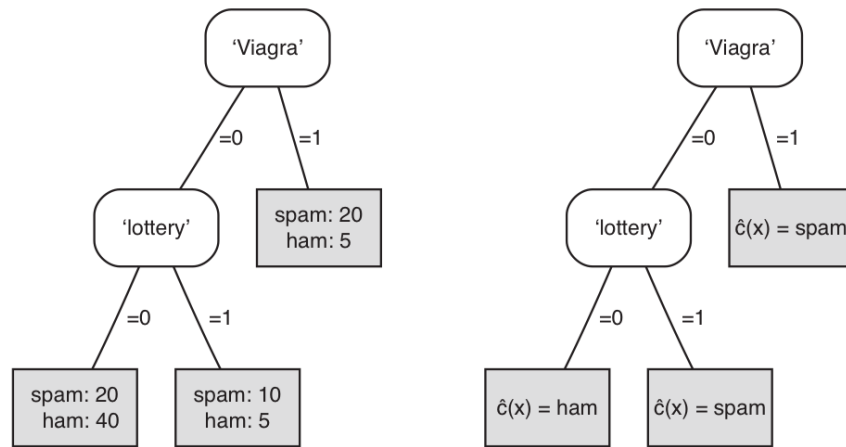 ‘Viagra’
=0
=1
‘lottery’
spam: 20
ham: 5
=0
=1
spam: 20
ham: 40
spam: 10
ham: 5
‘Viagra’
=0
=1
‘lottery’
ĉ(x) = spam
=0
=1
ĉ(x) = ham
ĉ(x) = spam